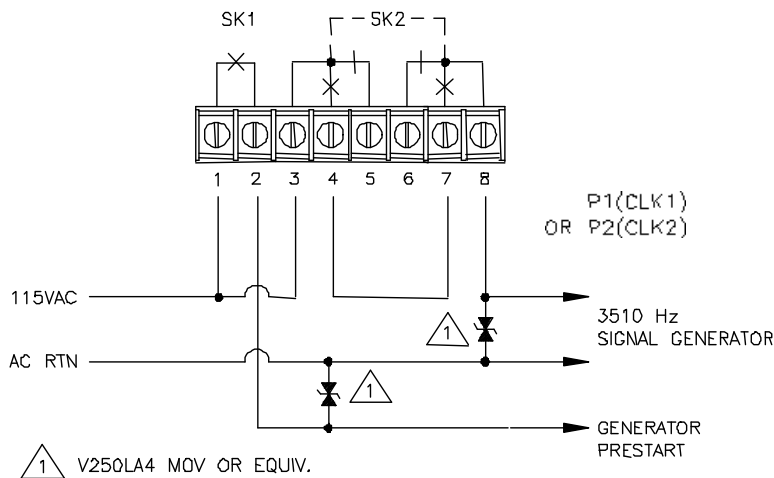 SK1
SK2
1 2 3 4 5 6 7 8
P1(CLK1)
OR P2(CLK2)
115VAC
3510 Hz
SIGNAL GENERATOR
1
AC RTN
1
GENERATOR
PRESTART
1 V250LA4 MOV OR EQUIV.